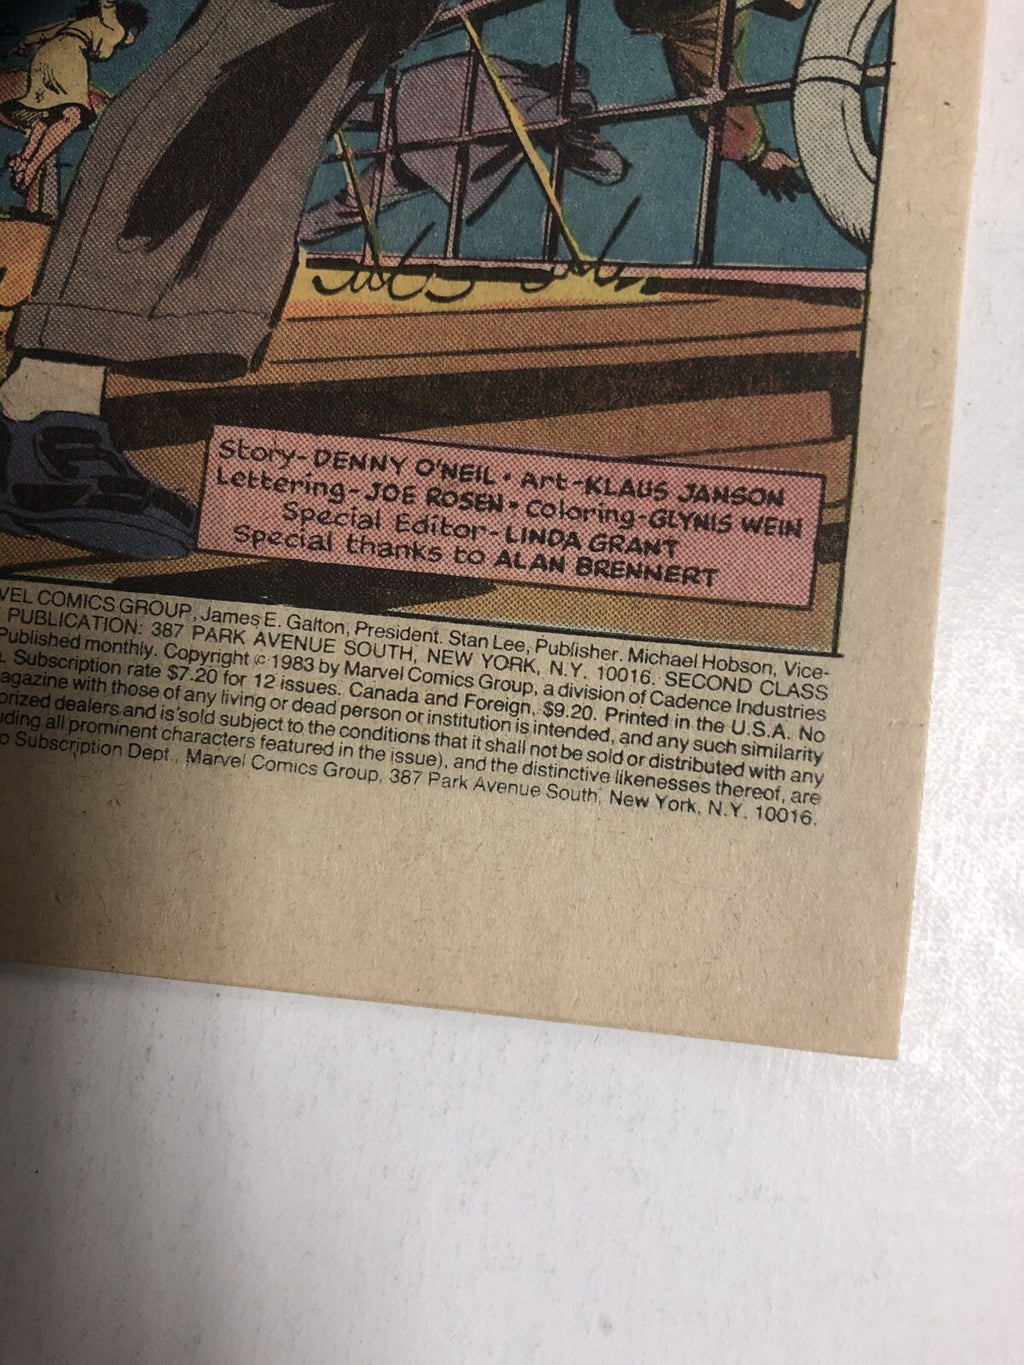 Story-DENNY O'NEIL • Art-KLAUS JANSON
Lettering-JOE ROSEN • Coloring-GLYNIS WEIN
Special Editor-LINDA GRANT
Special thanks to ALAN BRENNERT
VEL COMICS GROUP, James E. Galton, President. Stan Lee, Publisher. Michael Hobson, Vice-
PUBLICATION: 387 PARK AVENUE SOUTH, NEW YORK, N.Y. 10016. SECOND CLASS
Published monthly. Copyright © 1983 by Marvel Comics Group, a division of Cadence Industries
. Subscription rate $7.20 for 12 issues. Canada and Foreign, $9.20. Printed in the U.S.A. No
agazine with those of any living or dead person or institution is intended, and any such similarity
orized dealers and is sold subject to the conditions that it shall not be sold or distributed with any
uding all prominent characters featured in the issue), and the distinctive likenesses thereof, are
o Subscription Dept., Marvel Comics Group, 387 Park Avenue South, New York, N.Y. 10016.